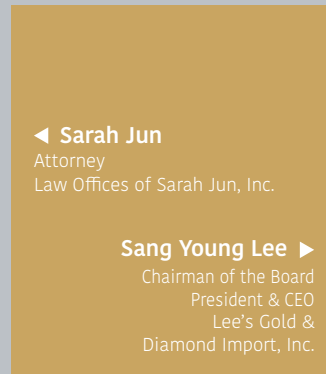 ◀ Sarah Jun
Attorney
Law Offices of Sarah Jun, Inc.
Sang Young Lee ▶
Chairman of the Board
President & CEO
Lee's Gold &
Diamond Import, Inc.